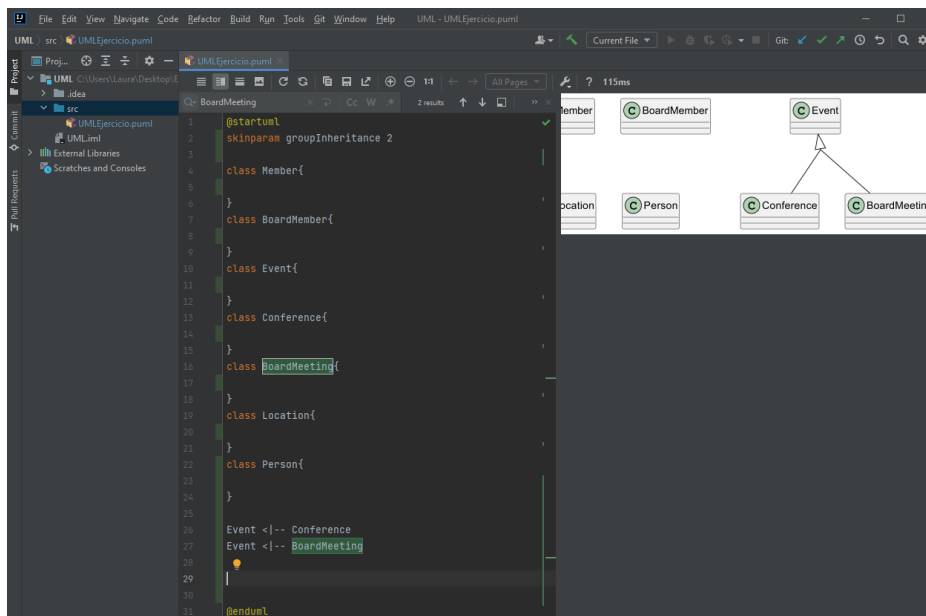 File Edit View Navigate Code Refactor Build Run Tools Git Window Help UML - UMLEjercicio.puml
UML src UMLEjercicio.puml Current File Git:
Project Proj... UMLEjercicio.puml
UML C:\Users\Laura\Desktop\E
.idea
src
UMLEjercicio.puml
UML.iml
External Libraries
Scratches and Consoles
Commit
Pull Requests
1:1 All Pages ? 115ms
BoardMeeting Cc W .* 2 results
1 @startuml
2 skinparam groupInheritance 2
3
4 class Member{
5
6 }
7 class BoardMember{
8
9 }
10 class Event{
11
12 }
13 class Conference{
14
15 }
16 class BoardMeeting{
17
18 }
19 class Location{
20
21 }
22 class Person{
23
24 }
25
26 Event <|-- Conference
27 Event <|-- BoardMeeting
28
29
30
31 @enduml
ember C BoardMember C Event
ocation C Person C Conference C BoardMeetin